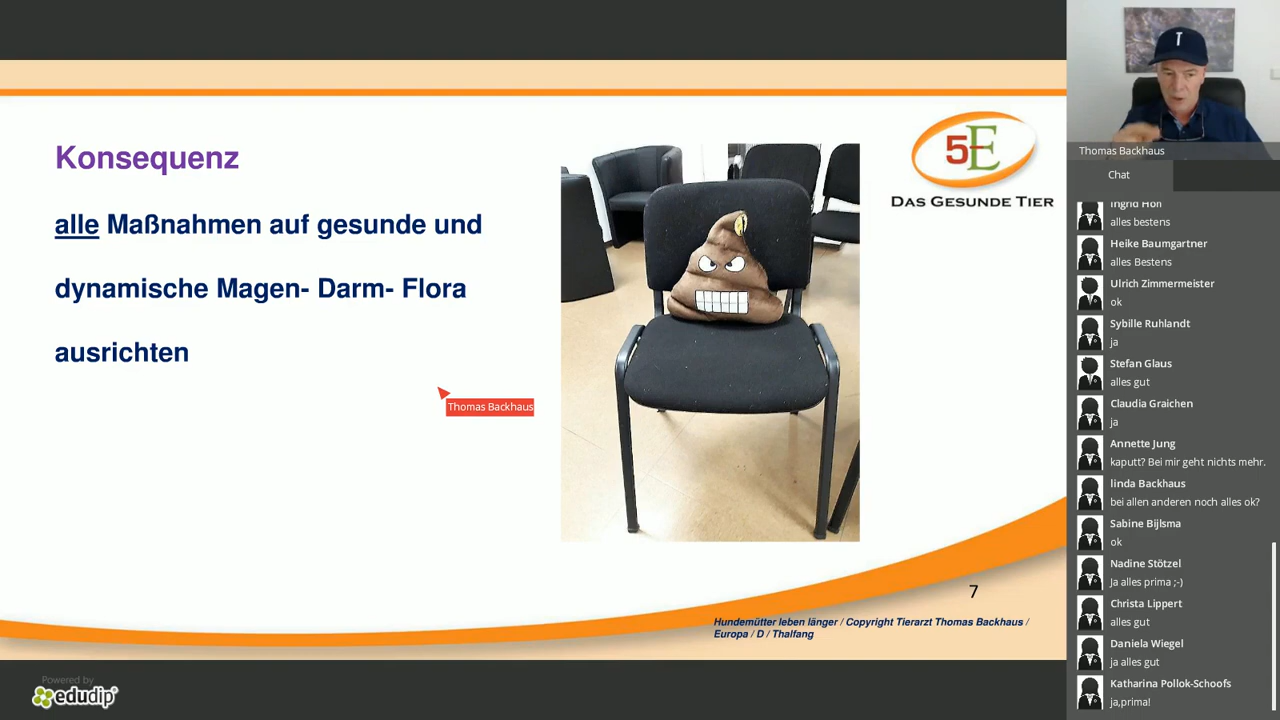 Konsequenz
alle Maßnahmen auf gesunde und
dynamische Magen- Darm- Flora
ausrichten
Thomas Backhaus
5E
DAS GESUNDE TIER
7
Hundemütter leben länger / Copyright Tierarzt Thomas Backhaus /
Europa / D / Thalfang
Powered by
edudip
T
Thomas Backhaus
Chat
alles bestens
Heike Baumgartner
alles Bestens
Ulrich Zimmermeister
ok
Sybille Ruhlandt
ja
Stefan Glaus
alles gut
Claudia Graichen
ja
Annette Jung
kaputt? Bei mir geht nichts mehr.
linda Backhaus
bei allen anderen noch alles ok?
Sabine Bijlsma
ok
Nadine Stötzel
Ja alles prima ;-)
Christa Lippert
alles gut
Daniela Wiegel
ja alles gut
Katharina Pollok-Schoofs
ja,prima!